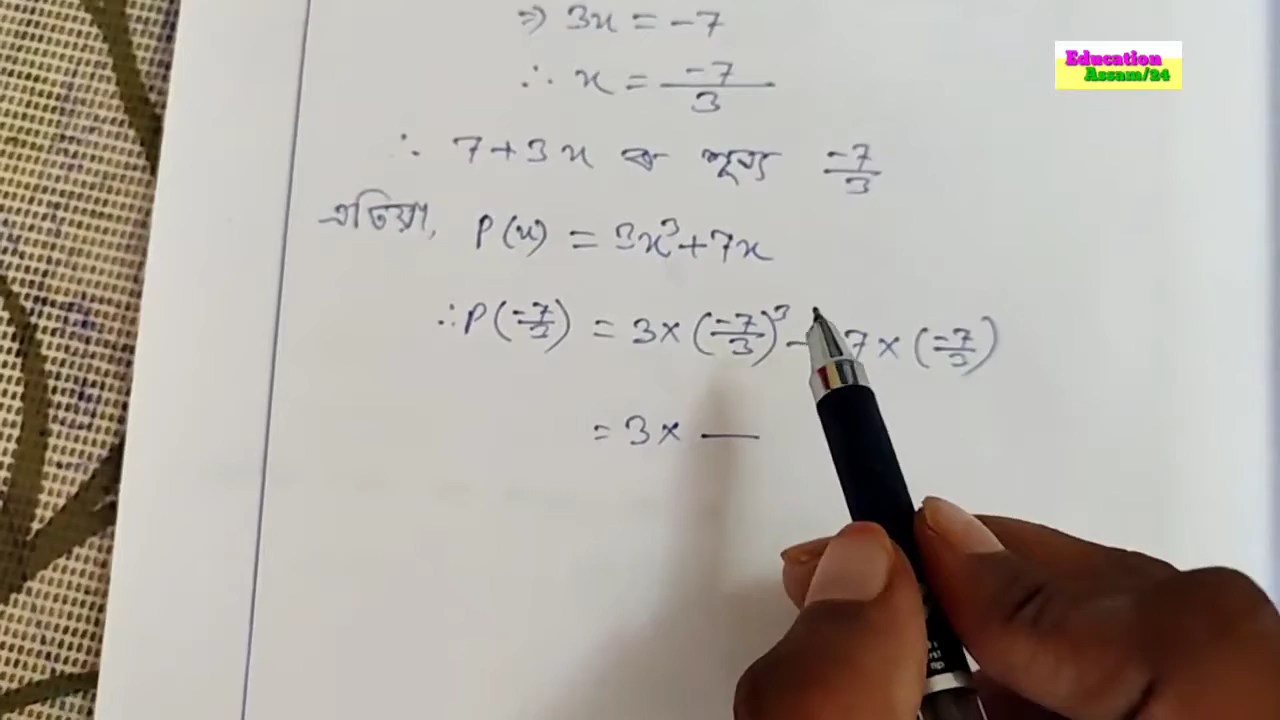 ⇒ 3x = -7
∴ x = -7/3
∴ 7+3x ৰ শূন্য -7/3
এতিয়া, P(x) = 3x³+7x
∴ P(-7/3) = 3×(-7/3)³ 7×(-7/3)
= 3× —
Education
Assam/24